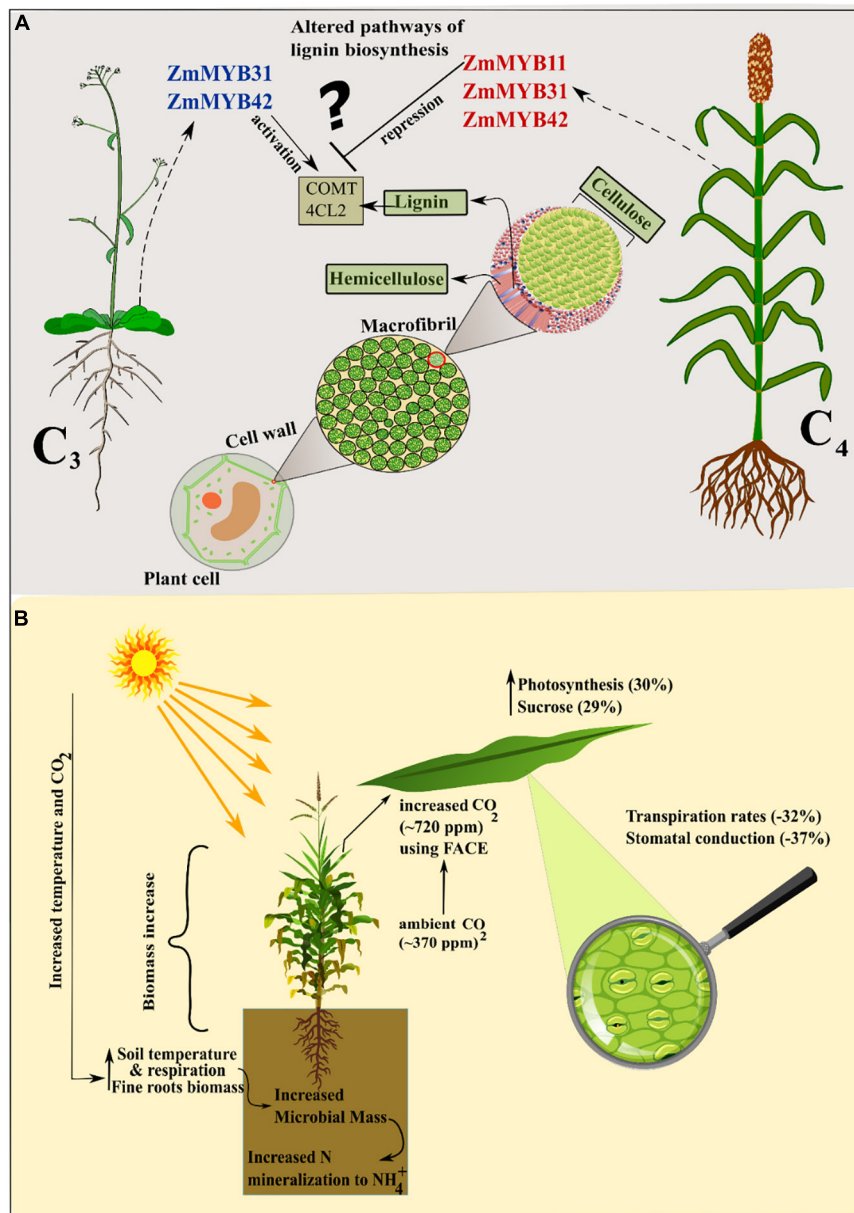 A
Altered pathways of
lignin biosynthesis
ZmMYB31
ZmMYB42
ZmMYB11
ZmMYB31
ZmMYB42
?
activation
repression
COMT
4CL2
Lignin
Cellulose
Hemicellulose
Macrofibril
C3
C4
Cell wall
Plant cell
B
Photosynthesis (30%)
Sucrose (29%)
Increased temperature and CO2
increased CO2
(~720 ppm)
using FACE
Transpiration rates (-32%)
Stomatal conduction (-37%)
Biomass increase
ambient CO2
(~370 ppm)
Soil temperature
& respiration
Fine roots biomass
Increased
Microbial Mass
Increased N
mineralization to NH4+